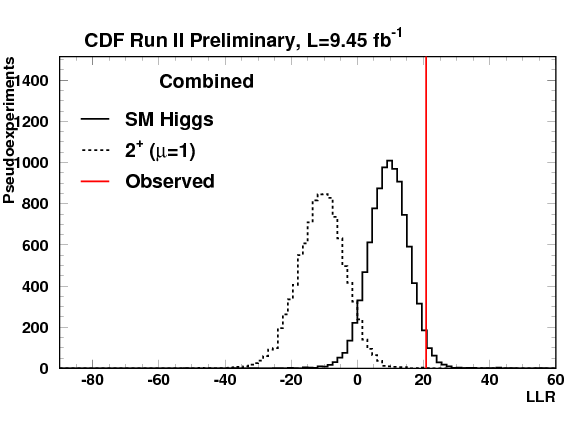 CDF Run II Preliminary, L=9.45 fb⁻¹
Pseudoexperiments
Combined
SM Higgs
2⁺ (μ=1)
Observed
1400
1200
1000
800
600
400
200
0
-80 -60 -40 -20 0 20 40 60
LLR